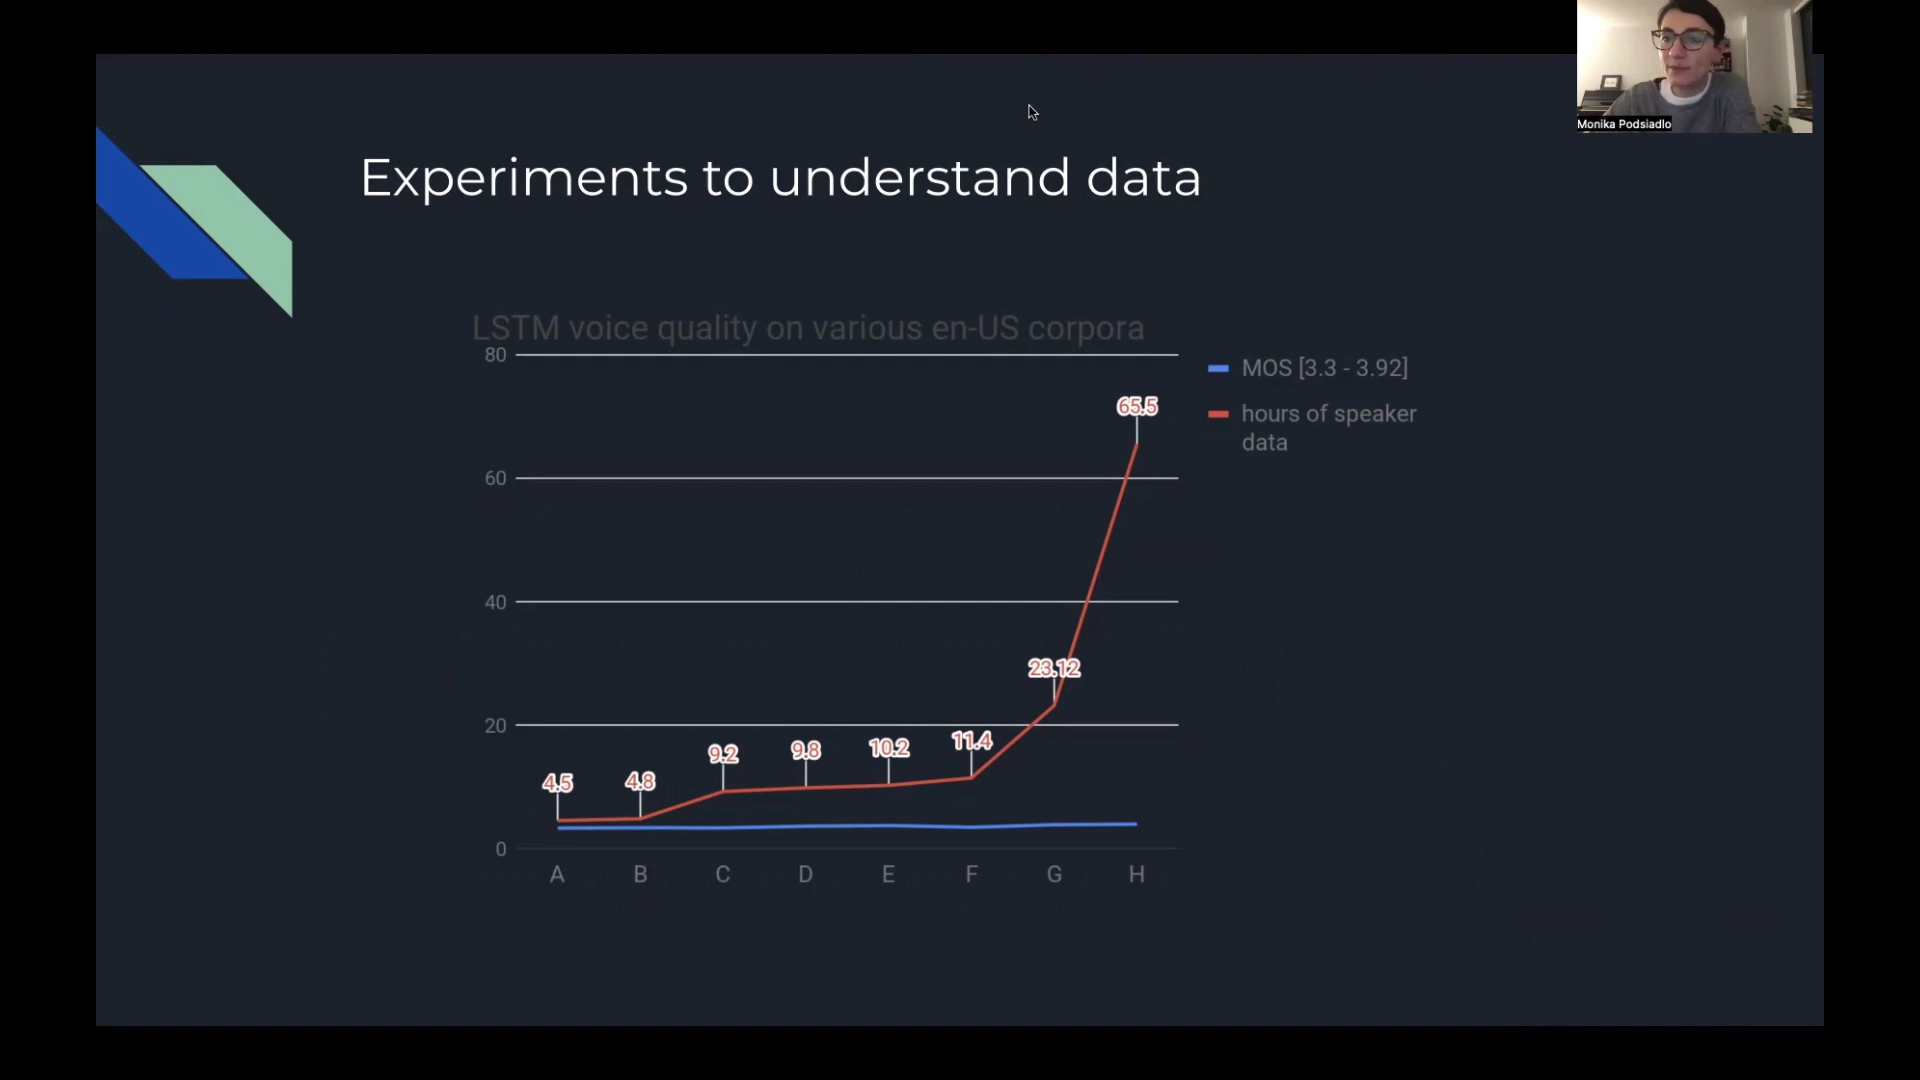 Monika Podsiadlo
Experiments to understand data
LSTM voice quality on various en-US corpora
80
60
40
20
0
65.5
23.12
11.4
10.2
9.8
9.2
4.8
4.5
A B C D E F G H
MOS [3.3 - 3.92]
hours of speaker
data